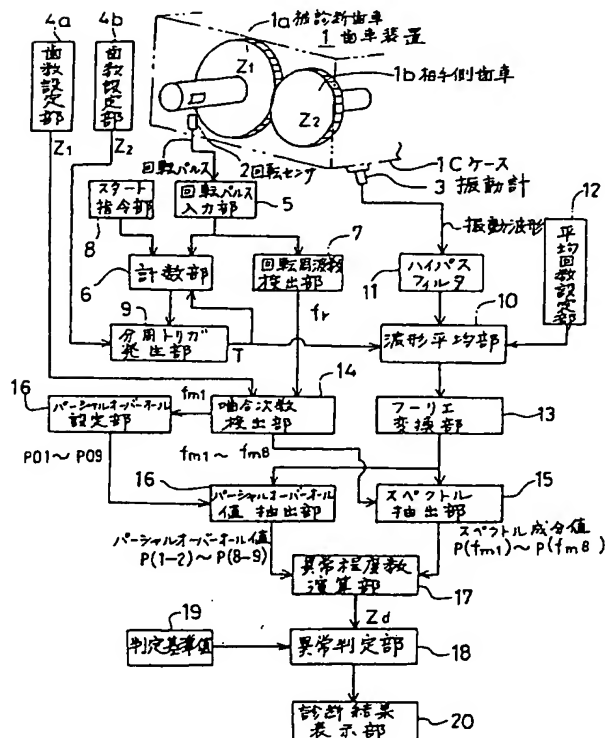 4a
4b
1a 被診断歯車
1 歯車装置
歯数設定部
歯数設定部
Z1
1b 相手側歯車
Z2
Z1
Z2
回転パルス
2 回転センサ
1C ケース
3 振動計
スタート指令部
8
回転パルス入力部
5
振動波形
12
平均回数設定部
7
6
計数部
回転周波数検出部
11
ハイパスフィルタ
10
9
fr
分周トリガ発生部
T
波形平均部
16
fm1
14
パーシャルオーバーオール設定部
噛合次数検出部
フーリエ変換部
13
P01~P09
fm1~fm8
16
パーシャルオーバーオール値抽出部
スペクトル抽出部
15
パーシャルオーバーオール値
P(1-2)~P(8-9)
スペクトル成分値
P(fm1)~P(fm8)
異常程度数演算部
17
19
Zd
判定基準値
異常判定部
18
診断結果表示部
20